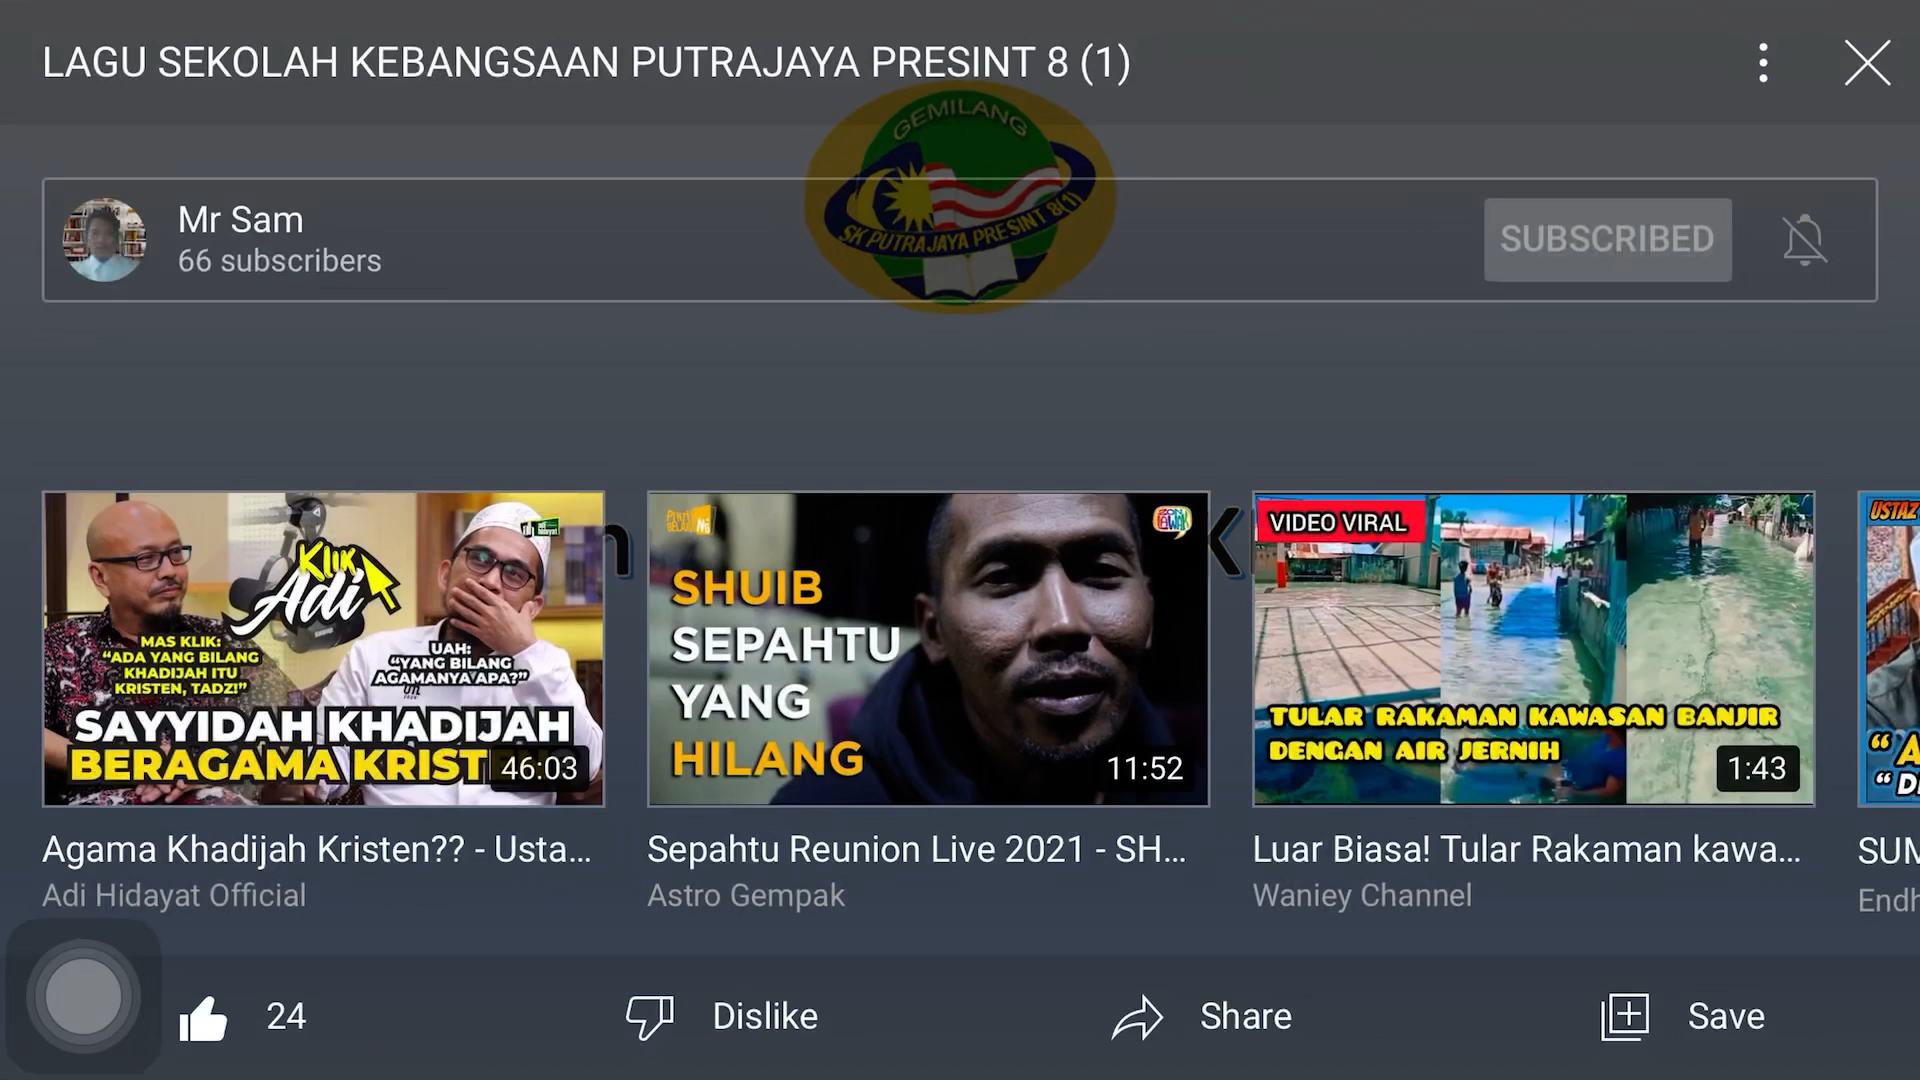 LAGU SEKOLAH KEBANGSAAN PUTRAJAYA PRESINT 8 (1)
GEMILANG
SK PUTRAJAYA PRESINT 8(1)
Mr Sam
66 subscribers
SUBSCRIBED
KLIK
Adi
MAS KLIK:
“ADA YANG BILANG
KHADIJAH ITU
KRISTEN, TADZ!”
UAH:
“YANG BILANG
AGAMANYA APA?”
SAYYIDAH KHADIJAH
BERAGAMA KRIST
46:03
n
SHUIB
SEPAHTU
YANG
HILANG
11:52
K
VIDEO VIRAL
TULAR RAKAMAN KAWASAN BANJIR
DENGAN AIR JERNIH
1:43
USTAZ
“ A
“ D
Agama Khadijah Kristen?? - Usta...
Adi Hidayat Official
Sepahtu Reunion Live 2021 - SH...
Astro Gempak
Luar Biasa! Tular Rakaman kawa...
Waniey Channel
SUM
Endh
24
Dislike
Share
Save